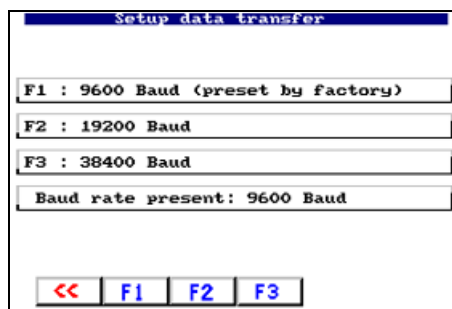 Setup data transfer
F1 : 9600 Baud (preset by factory)
F2 : 19200 Baud
F3 : 38400 Baud
Baud rate present: 9600 Baud
<< F1 F2 F3